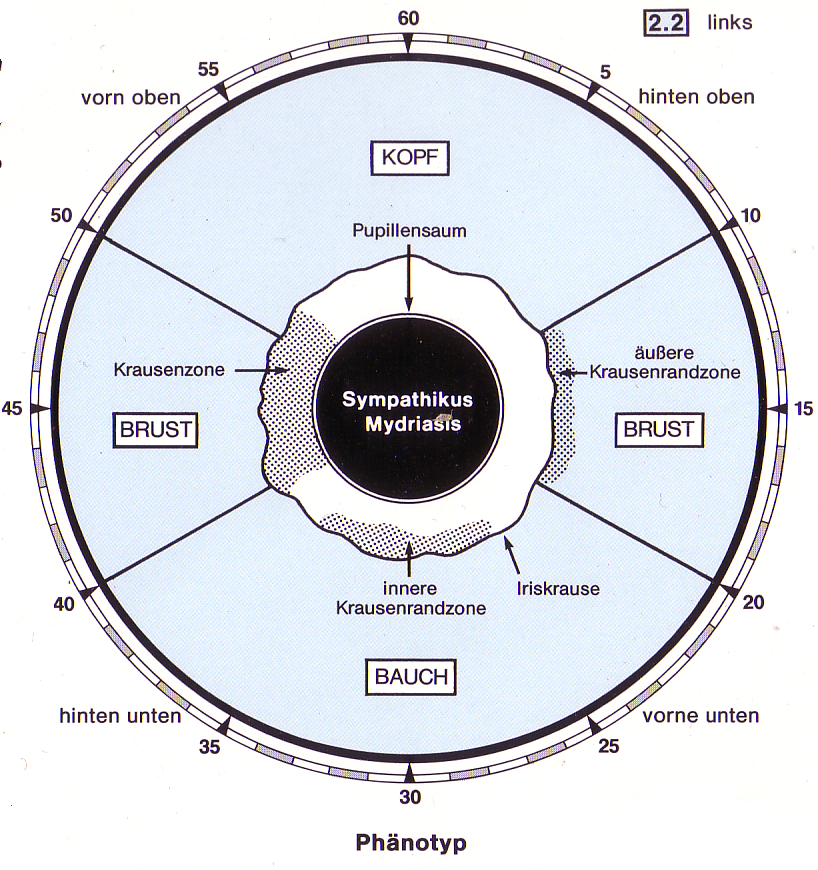 60
2.2 links
55
5
vorn oben
hinten oben
KOPF
50
10
Pupillensaum
Krausenzone
äußere
Krausenrandzone
Sympathikus
Mydriasis
45
15
BRUST
BRUST
innere
Krausenrandzone
Iriskrause
40
20
BAUCH
hinten unten
vorne unten
35
25
30
Phänotyp